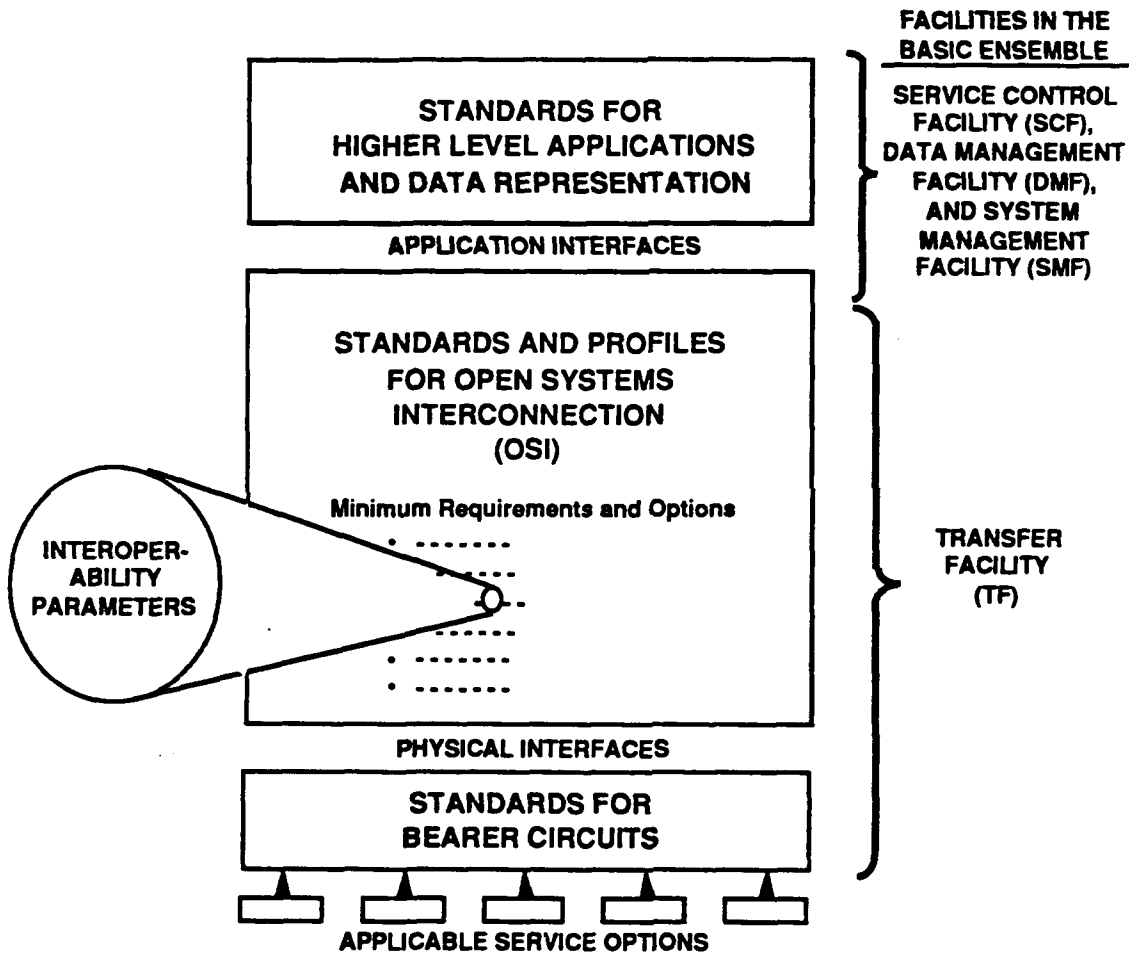 FACILITIES IN THE
BASIC ENSEMBLE
STANDARDS FOR
HIGHER LEVEL APPLICATIONS
AND DATA REPRESENTATION
SERVICE CONTROL
FACILITY (SCF),
DATA MANAGEMENT
FACILITY (DMF),
AND SYSTEM
MANAGEMENT
FACILITY (SMF)
APPLICATION INTERFACES
STANDARDS AND PROFILES
FOR OPEN SYSTEMS
INTERCONNECTION
(OSI)
Minimum Requirements and Options
INTEROPER-
ABILITY
PARAMETERS
TRANSFER
FACILITY
(TF)
PHYSICAL INTERFACES
STANDARDS FOR
BEARER CIRCUITS
APPLICABLE SERVICE OPTIONS